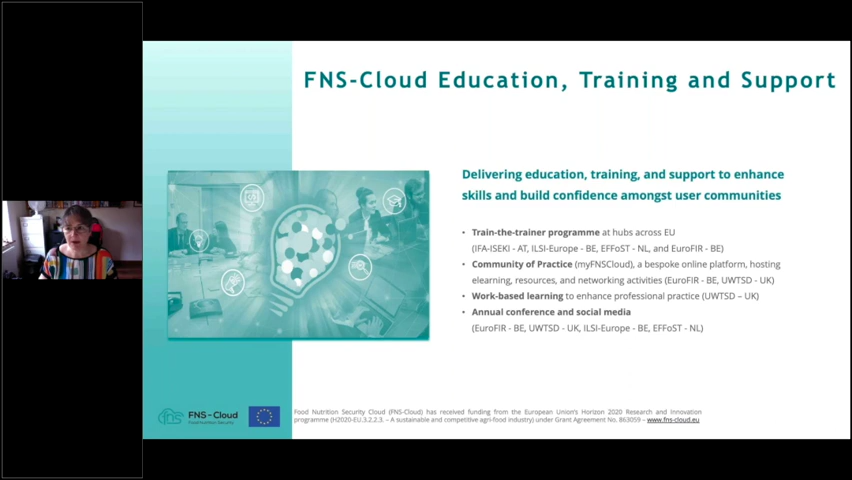 FNS-Cloud Education, Training and Support
Delivering education, training, and support to enhance
skills and build confidence amongst user communities
• Train-the-trainer programme at hubs across EU
(IFA-ISEKI - AT, ILSI-Europe - BE, EFFoST - NL, and EuroFIR - BE)
• Community of Practice (myFNSCloud), a bespoke online platform, hosting
elearning, resources, and networking activities (EuroFIR - BE, UWTSD - UK)
• Work-based learning to enhance professional practice (UWTSD – UK)
• Annual conference and social media
(EuroFIR - BE, UWTSD - UK, ILSI-Europe - BE, EFFoST - NL)
FNS-Cloud
Food Nutrition Security
Food Nutrition Security Cloud (FNS-Cloud) has received funding from the European Union's Horizon 2020 Research and Innovation
programme (H2020-EU.3.2.2.3. – A sustainable and competitive agri-food industry) under Grant Agreement No. 863059 – www.fns-cloud.eu